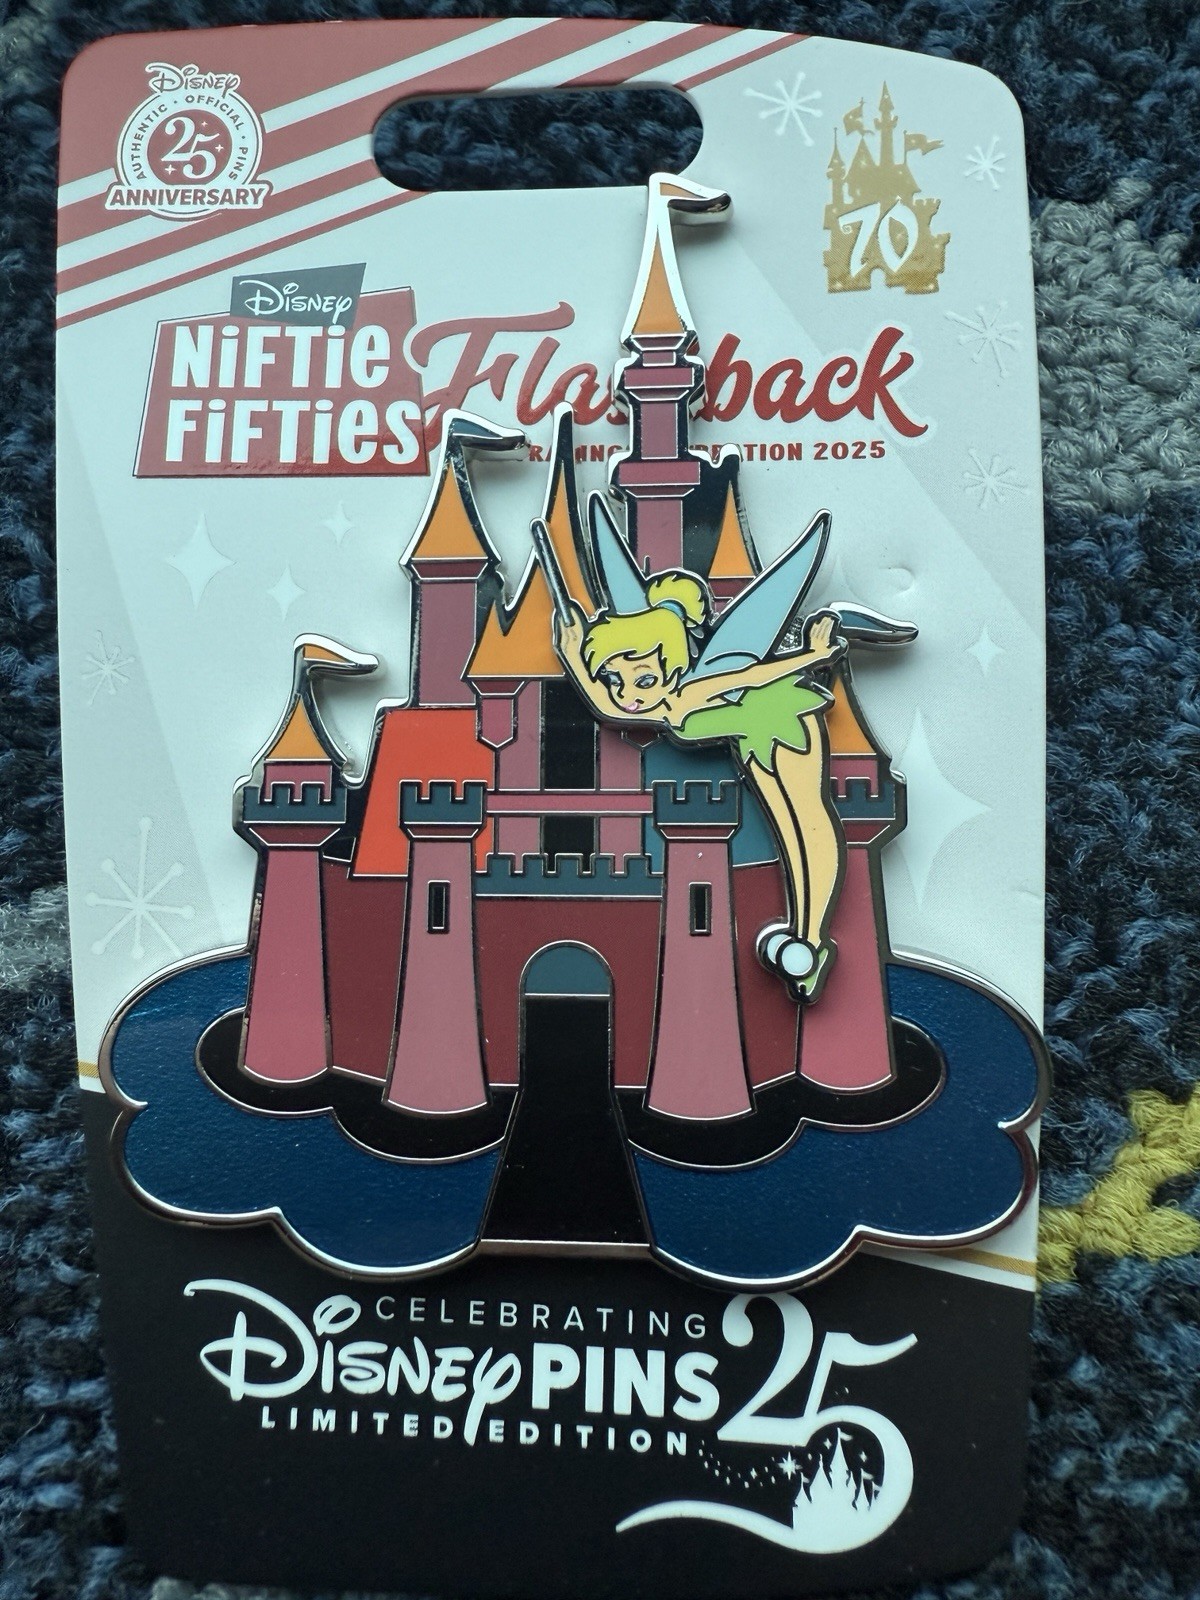 Disney
AUTHENTIC · OFFICIAL · PINS
25
ANNIVERSARY
70
Disney
NiFTiE
FiFTiES
2025
CELEBRATING
Disney PINS 25
LIMITED EDITION